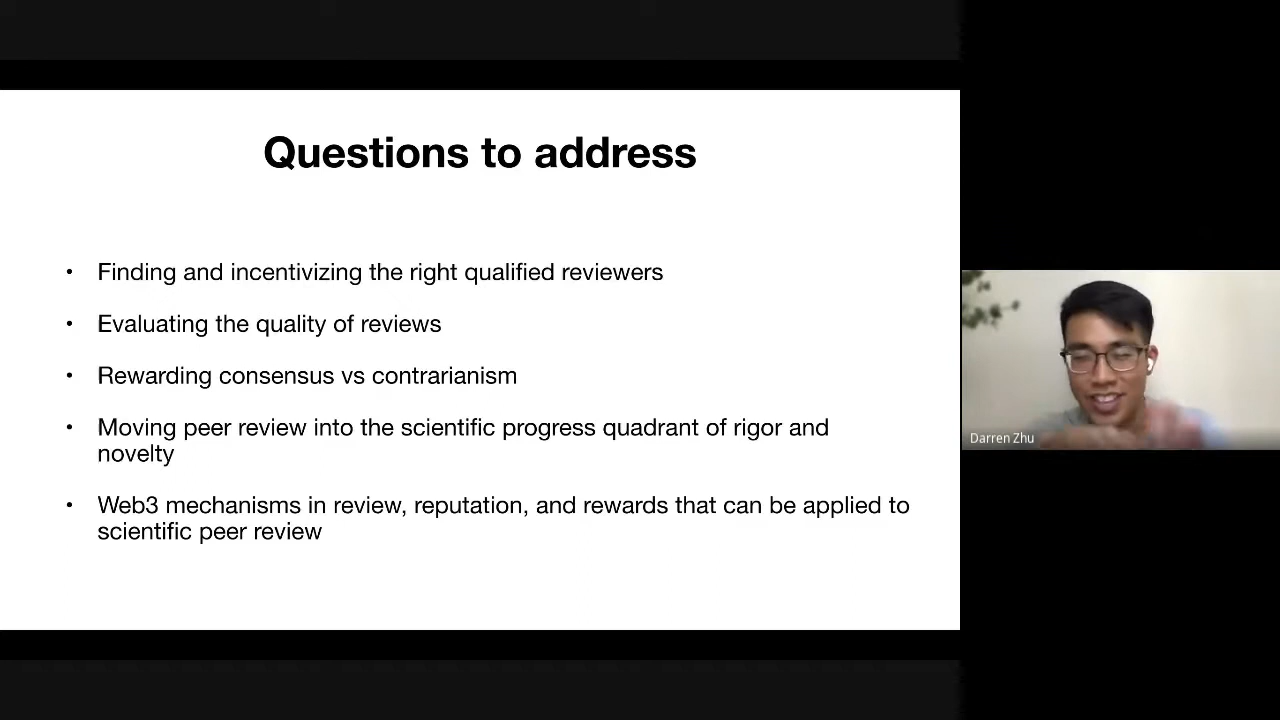 Questions to address
• Finding and incentivizing the right qualified reviewers
• Evaluating the quality of reviews
• Rewarding consensus vs contrarianism
• Moving peer review into the scientific progress quadrant of rigor and
novelty
• Web3 mechanisms in review, reputation, and rewards that can be applied to
scientific peer review
Darren Zhu